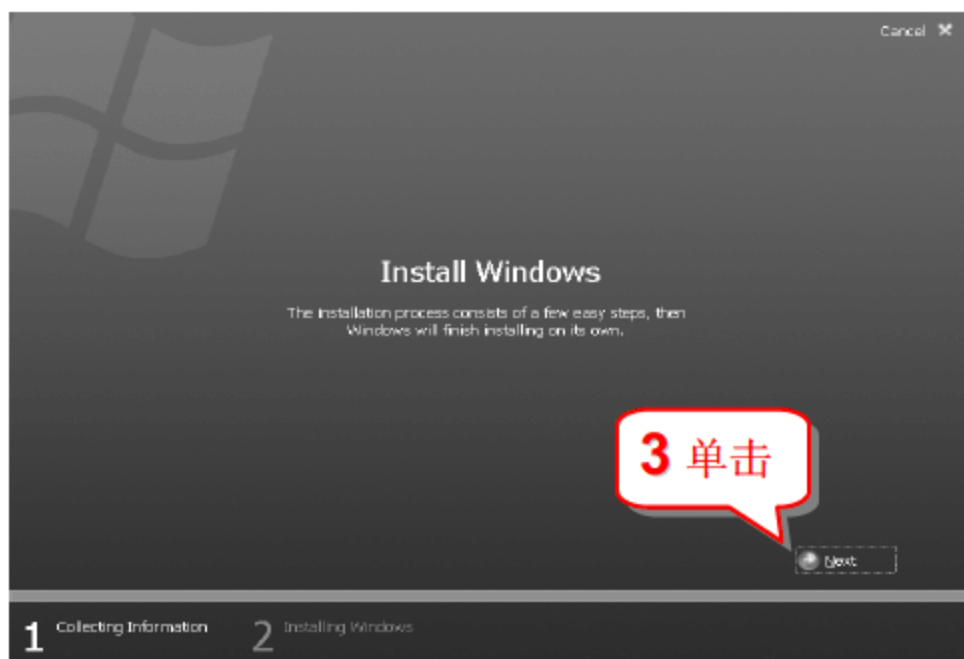 Cancel
Install Windows
The installation process consists of a few easy steps, then
Windows will finish installing on its own.
3 单击
Next
1 Collecting Information 2 Installing Windows